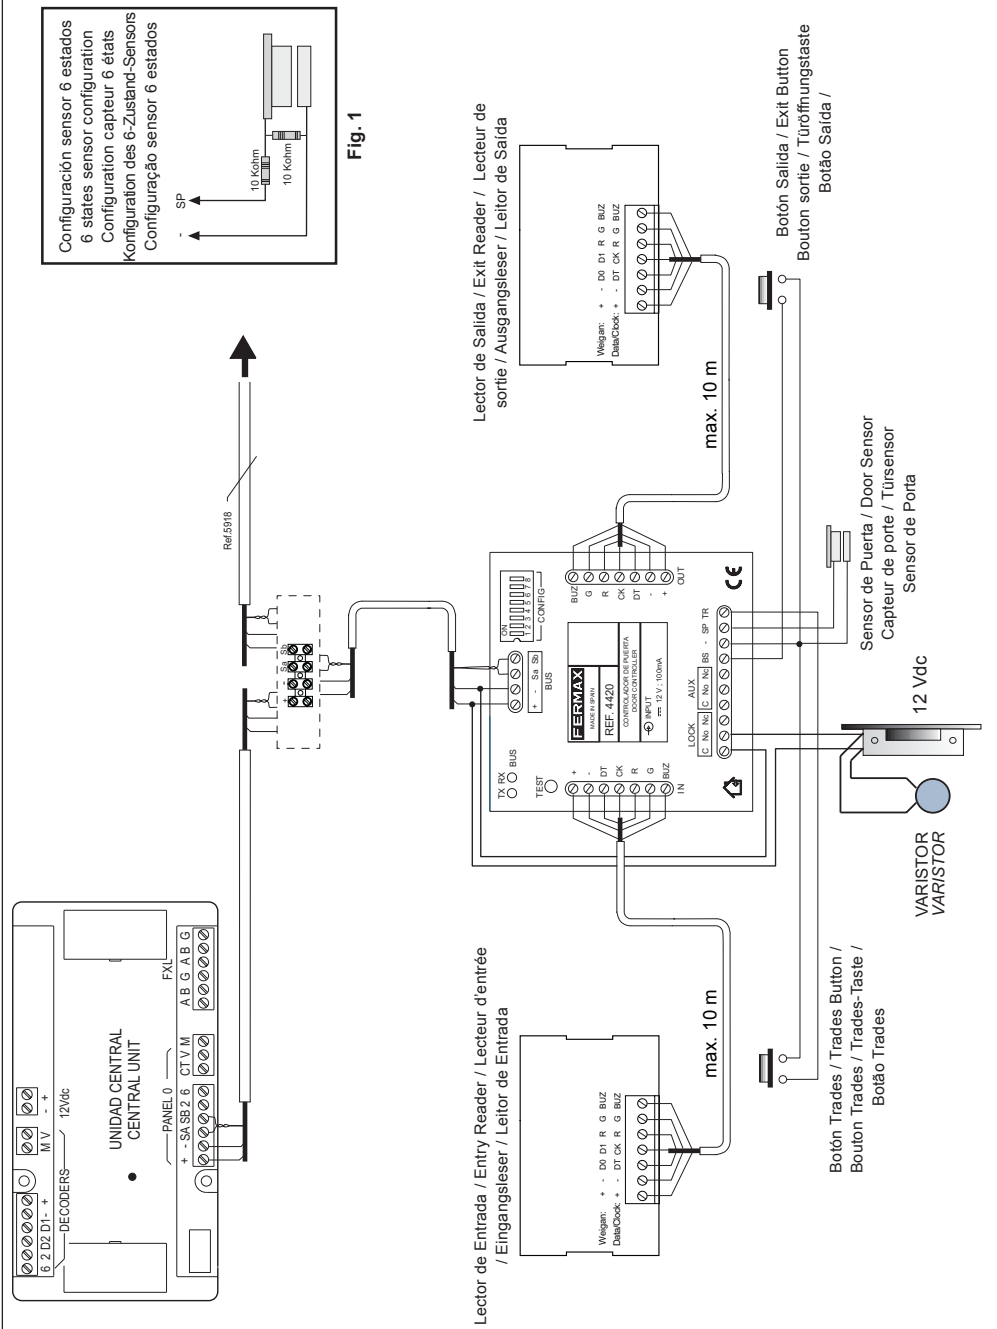 Configuración sensor 6 estados
6 states sensor configuration
Configuration capteur 6 états
Konfiguration des 6-Zustand-Sensors
Configuração sensor 6 estados
- SP
10 Kohm
10 Kohm
Fig. 1
6 2 D2 D1 - +
M V
- +
DECODERS
12Vdc
UNIDAD CENTRAL
CENTRAL UNIT
PANEL 0
FXL
+ - SA SB 2 6
CT V M
A B G A B G
Ref.5918
+ - Sa Sb
Lector de Entrada / Entry Reader / Lecteur d'entrée
/ Eingangsleser / Leitor de Entrada
Weigan: + - D0 D1 R G BUZ
Data/Clock: + - DT CK R G BUZ
max. 10 m
Lector de Salida / Exit Reader / Lecteur de
sortie / Ausgangsleser / Leitor de Saída
Weigan: + - D0 D1 R G BUZ
Data/Clock: + - DT CK R G BUZ
max. 10 m
TX RX
BUS
TEST
+ - Sa Sb
BUS
ON
1 2 3 4 5 6 7 8
CONFIG
+
-
DT
CK
R
G
BUZ
IN
FERMAX
MADE IN SPAIN
REF. 4420
CONTROLADOR DE PUERTA
DOOR CONTROLLER
INPUT
12 V : 100mA
BUZ
G
R
CK
DT
-
+
OUT
LOCK
AUX
C No Nc
C No Nc
BS - SP TR
CE
Botón Trades / Trades Button /
Bouton Trades / Trades-Taste /
Botão Trades
VARISTOR
VARISTOR
12 Vdc
Sensor de Puerta / Door Sensor
Capteur de porte / Türsensor
Sensor de Porta
Botón Salida / Exit Button
Bouton sortie / Türöffnungstaste
Botão Saída /